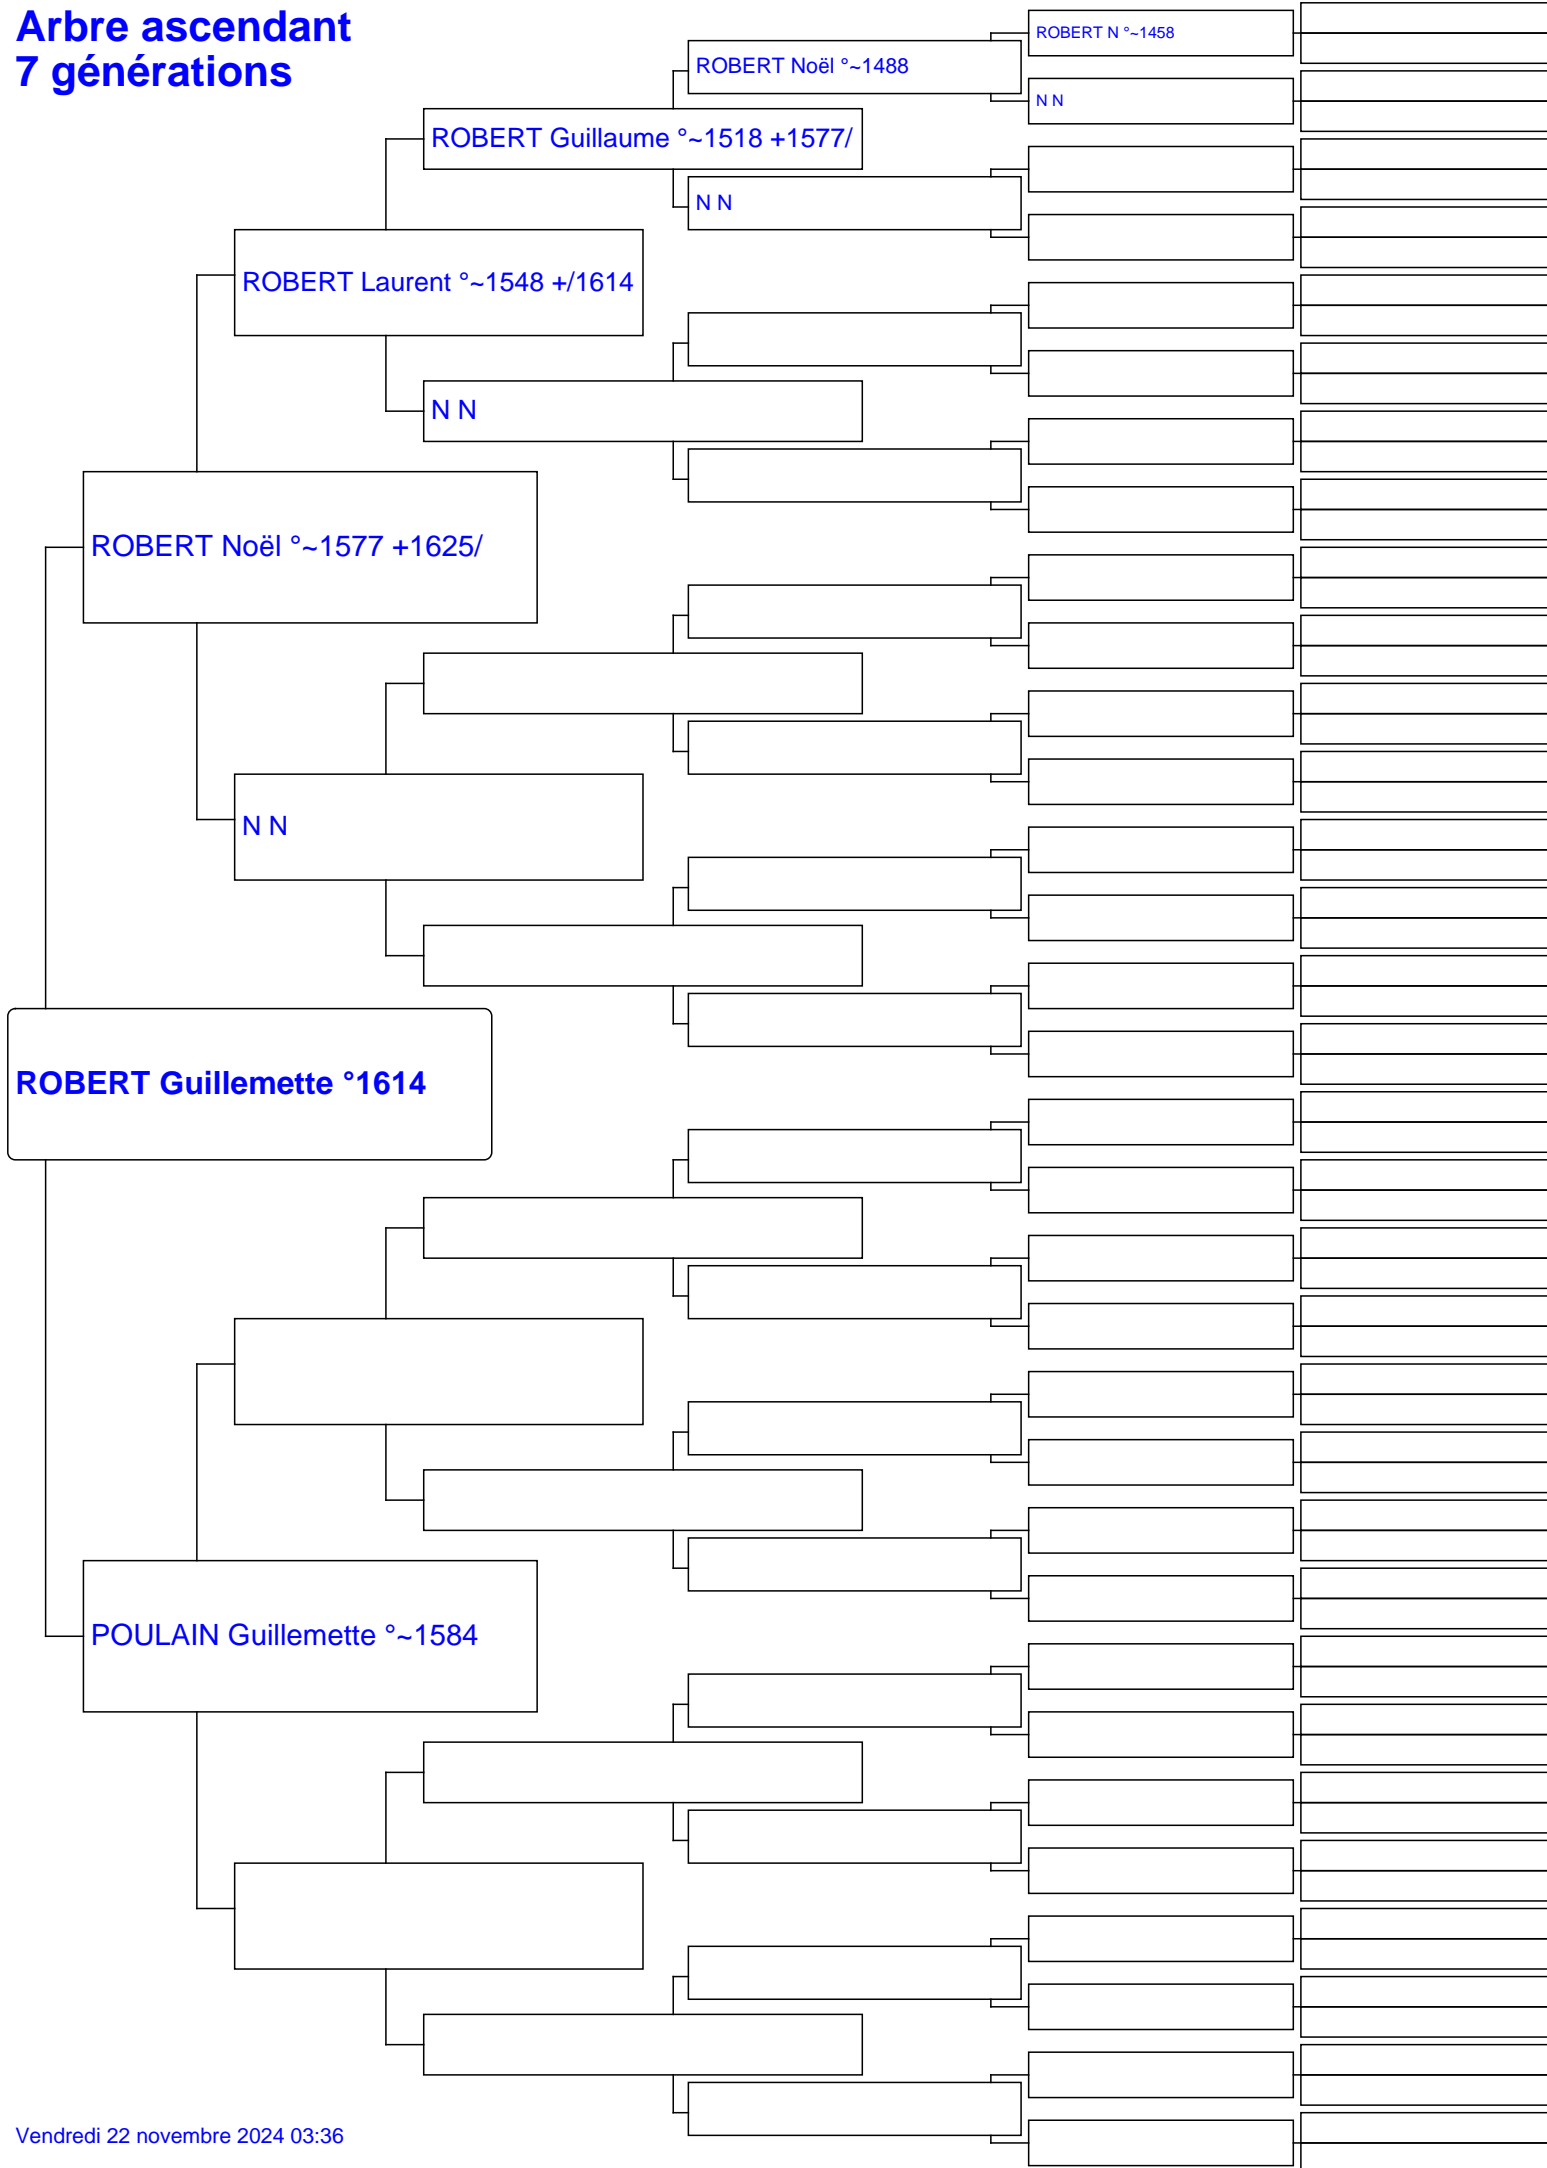 Arbre ascendant
7 générations
ROBERT N °~1458
ROBERT Noël °~1488
N N
ROBERT Guillaume °~1518 +1577/
N N
ROBERT Laurent °~1548 +/1614
N N
ROBERT Noël °~1577 +1625/
N N
ROBERT Guillemette °1614
POULAIN Guillemette °~1584
Vendredi 22 novembre 2024 03:36